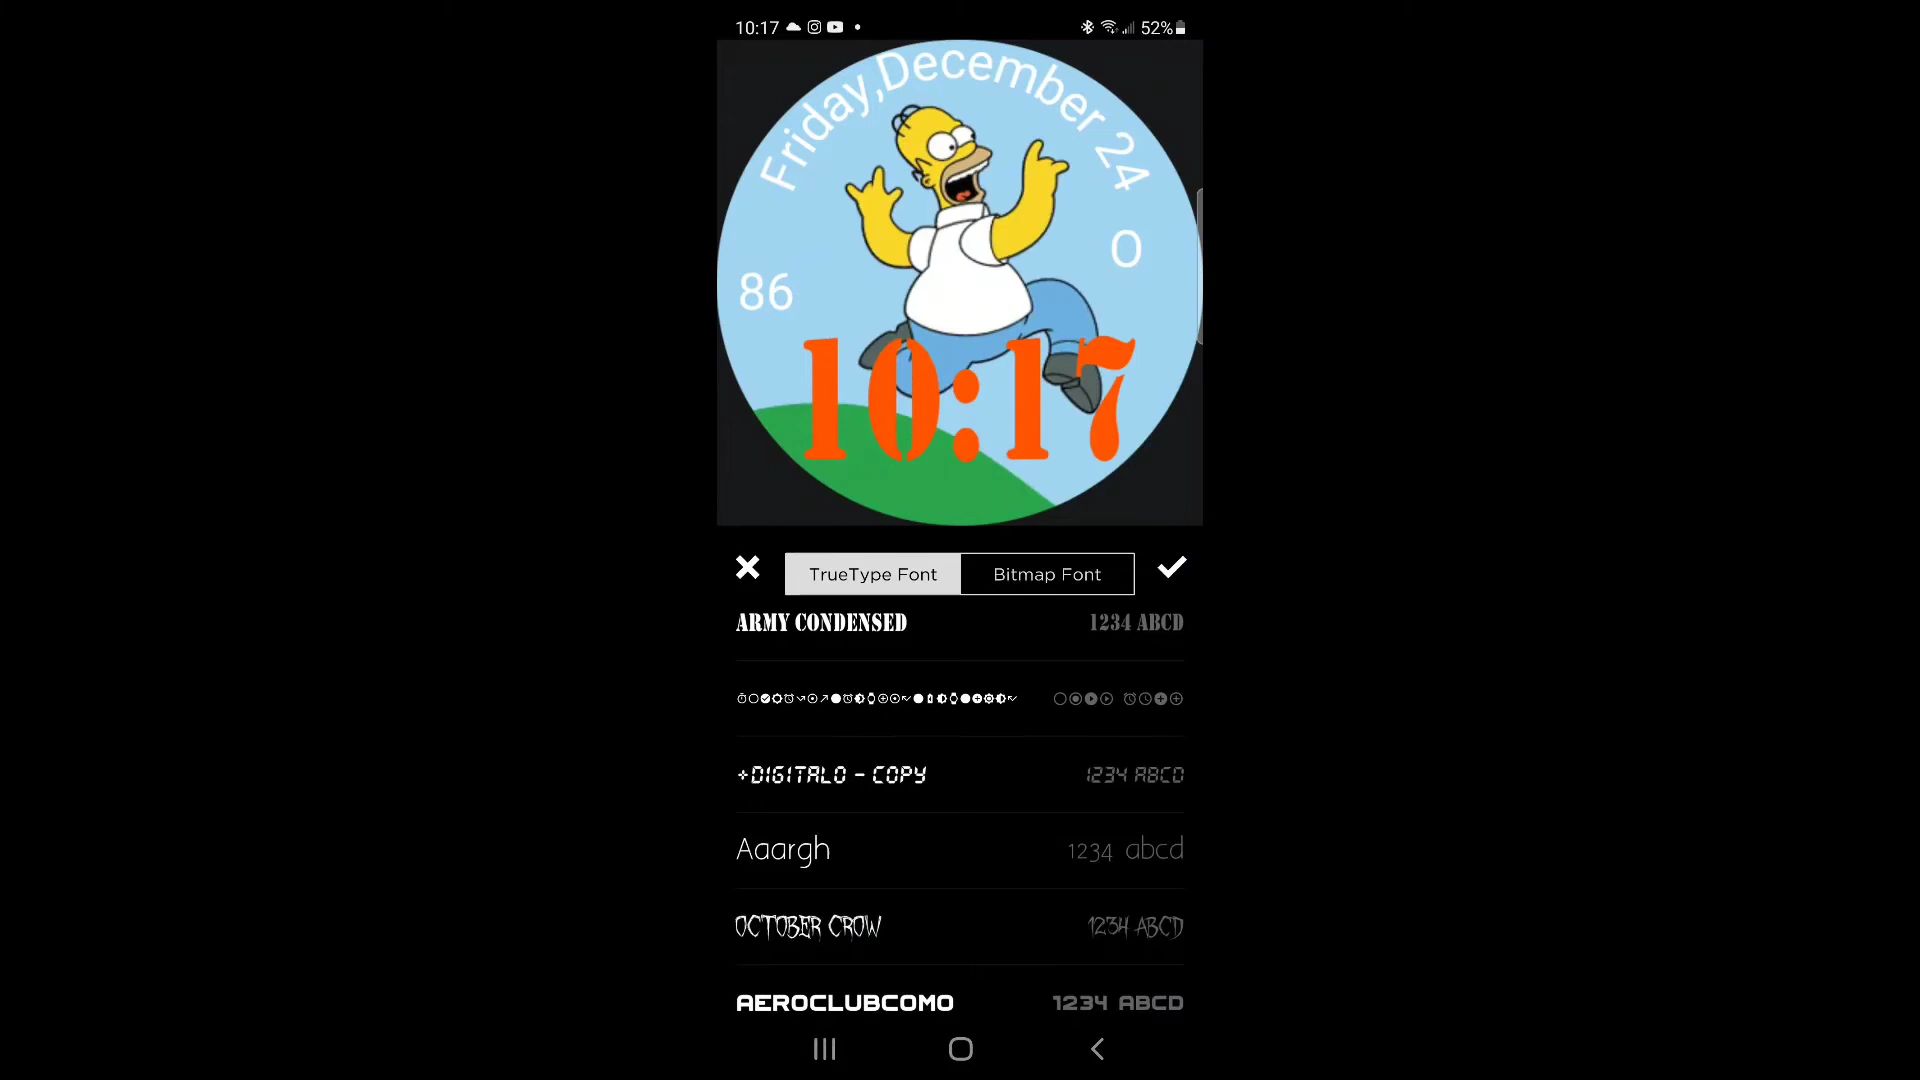 10:17 52%
Friday,December 24
0
86
10:17
TrueType Font Bitmap Font
ARMY CONDENSED 1234 ABCD
+DIGITALO - COPY 1234 ABCD
Aaargh 1234 abcd
OCTOBER CROW 1234 ABCD
AEROCLUBCOMO 1234 ABCD